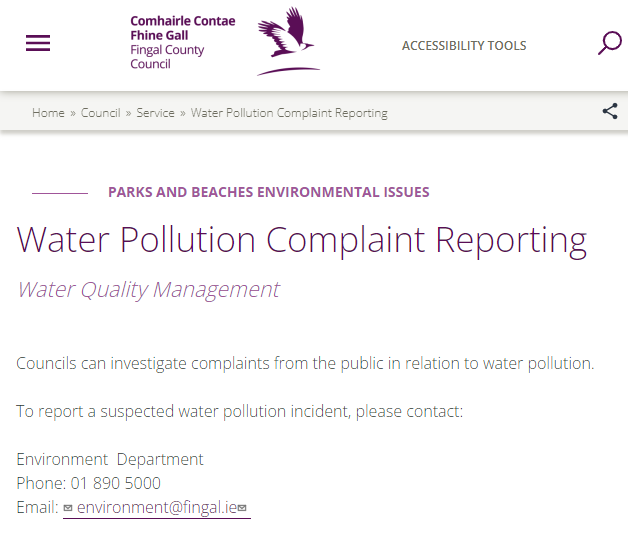 Comhairle Contae
Fhine Gall
Fingal County
Council
ACCESSIBILITY TOOLS
Home » Council » Service » Water Pollution Complaint Reporting
PARKS AND BEACHES ENVIRONMENTAL ISSUES
Water Pollution Complaint Reporting
Water Quality Management
Councils can investigate complaints from the public in relation to water pollution.
To report a suspected water pollution incident, please contact:
Environment  Department
Phone: 01 890 5000
Email: environment@fingal.ie